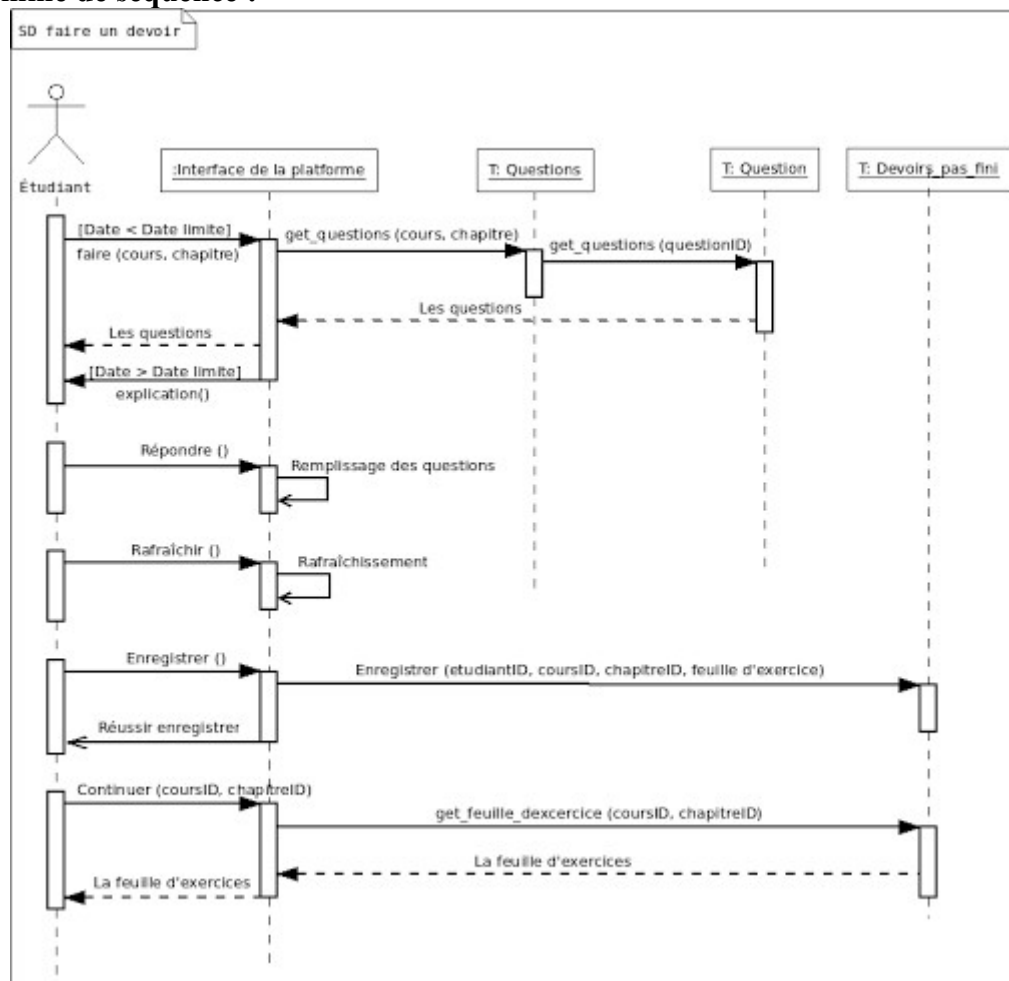 SD faire un devoir
Étudiant
:Interface de la platforme
T: Questions
T: Question
T: Devoirs_pas_fini
[Date < Date limite]
faire (cours, chapitre)
get_questions (cours, chapitre)
get_questions (questionID)
Les questions
Les questions
[Date > Date limite]
explication()
Répondre ()
Remplissage des questions
Rafraîchir ()
Rafraîchissement
Enregistrer ()
Enregistrer (etudiantID, coursID, chapitreID, feuille d'exercice)
Réussir enregistrer
Continuer (coursID, chapitreID)
get_feuille_dexcercice (coursID, chapitreID)
La feuille d'exercices
La feuille d'exercices